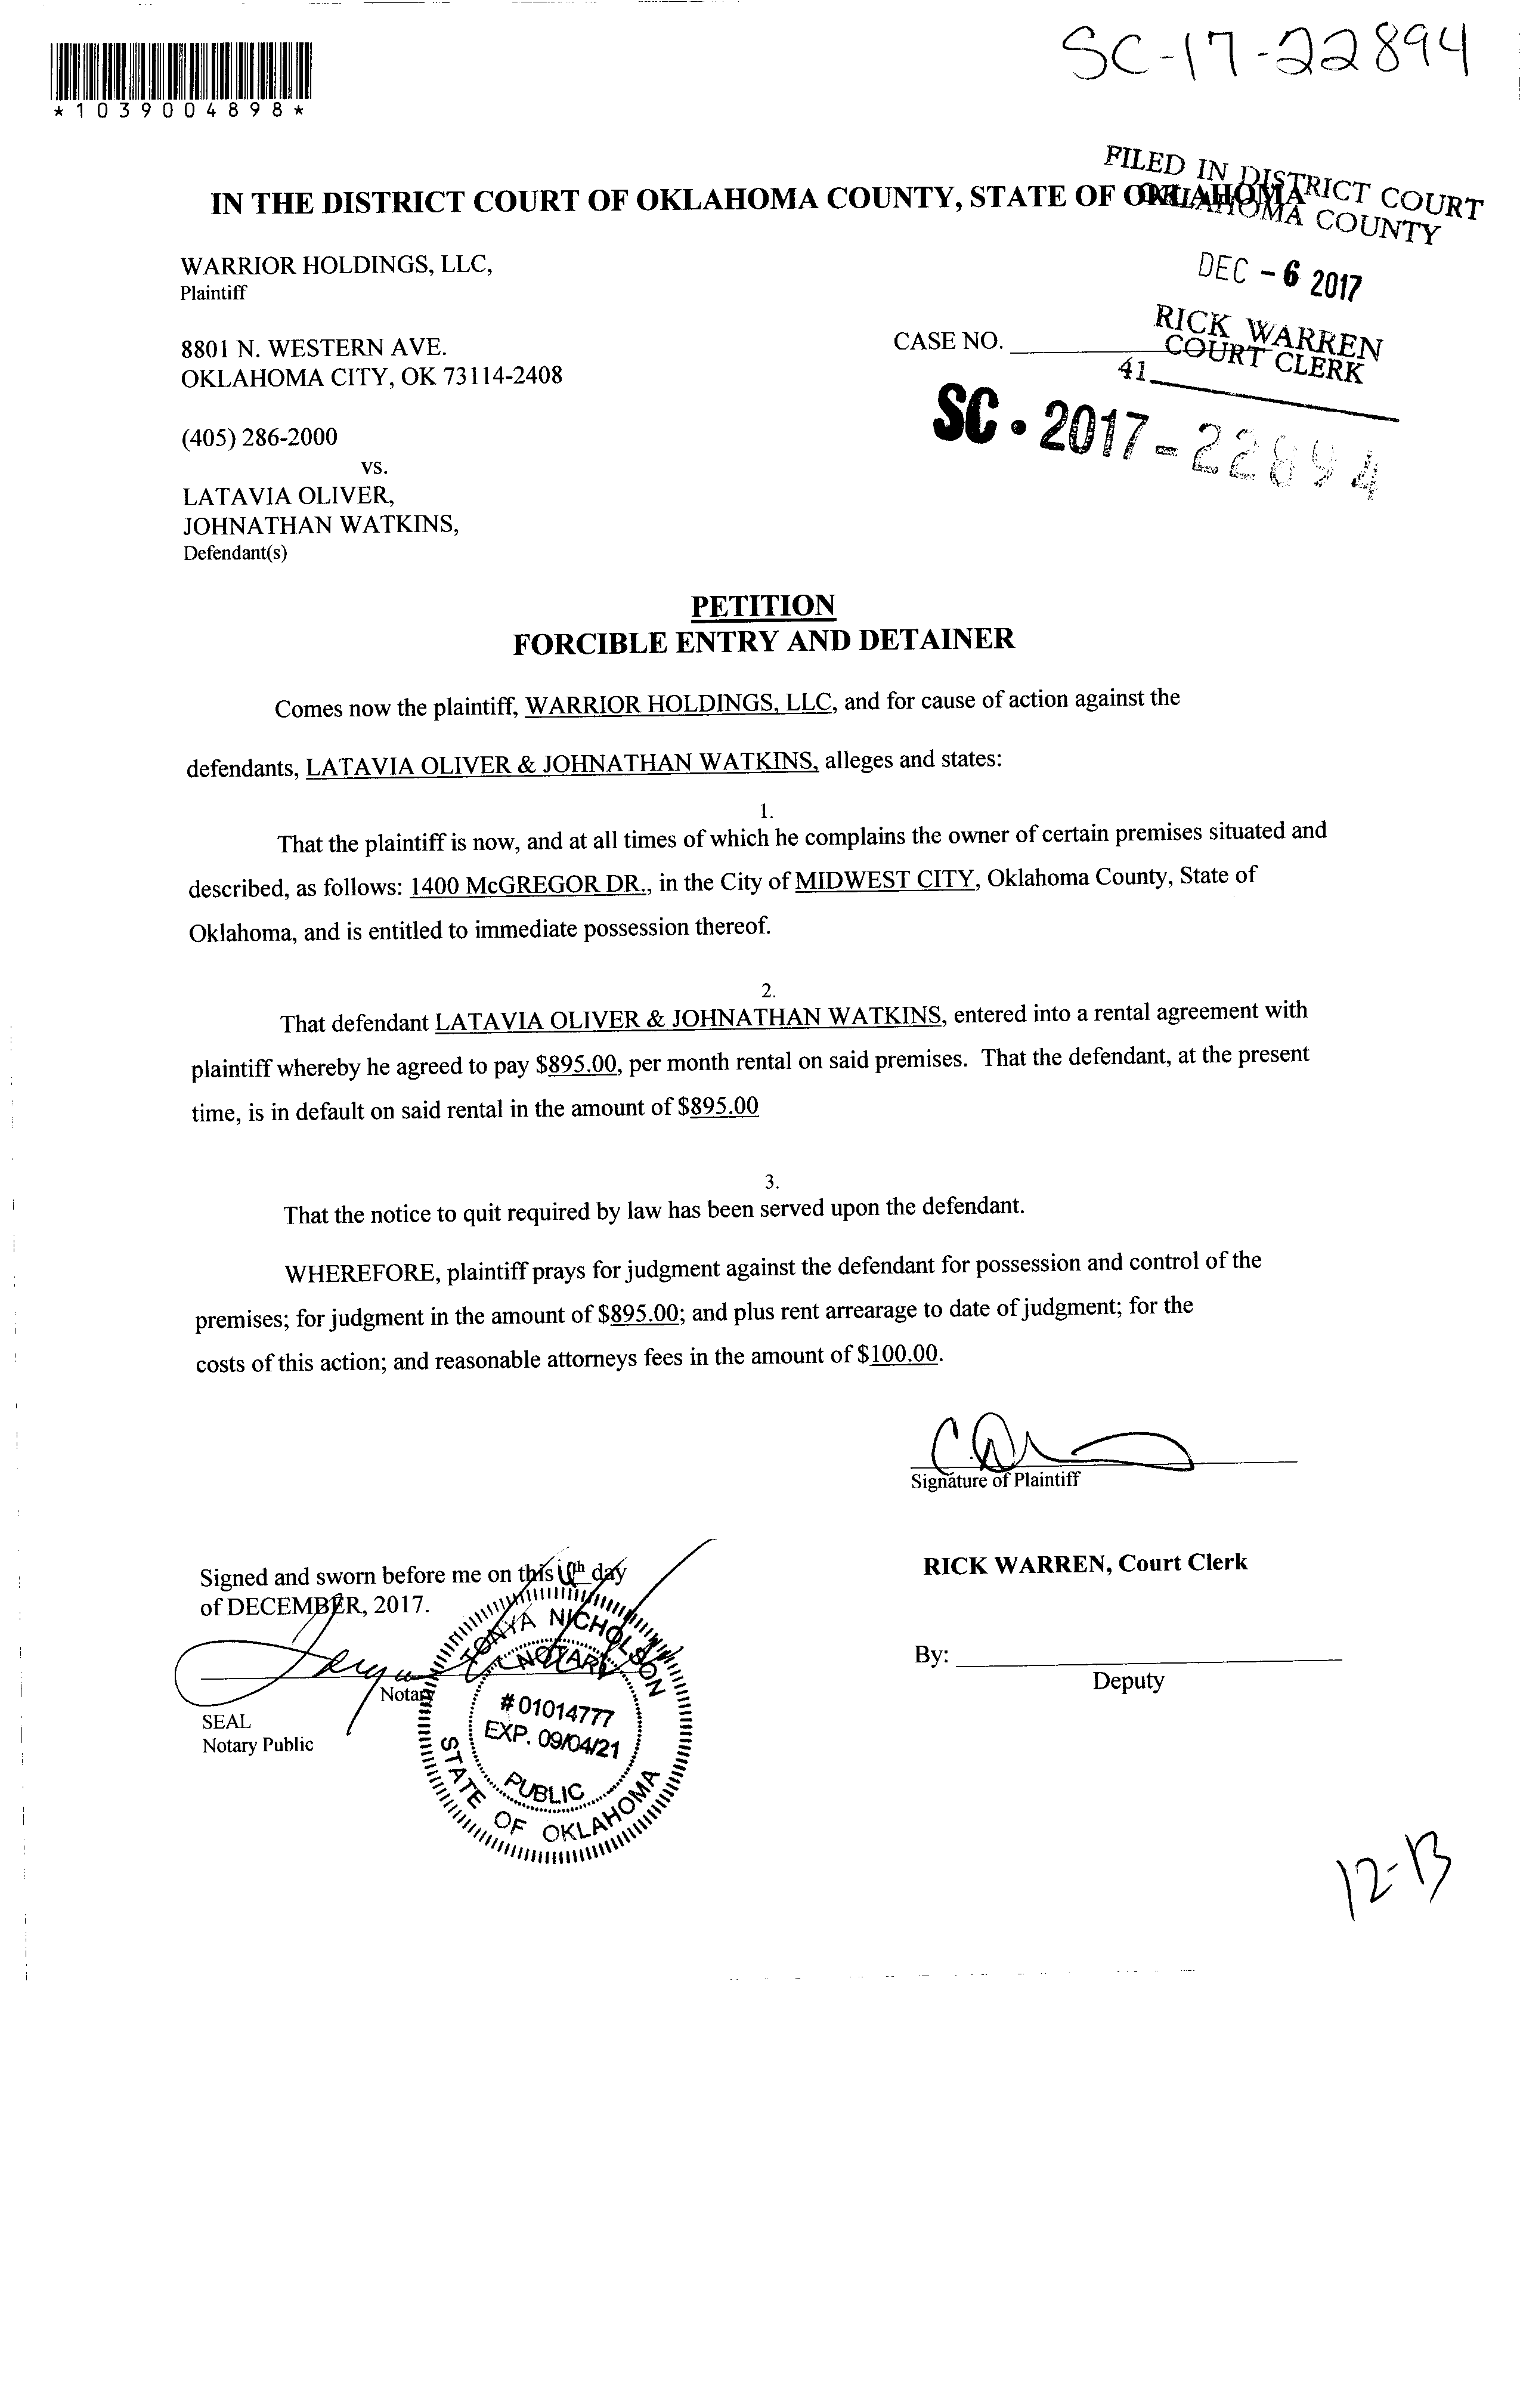 SC-17-22894
*1039004898*
FILED IN DISTRICT COURT
OKLAHOMA COUNTY
IN THE DISTRICT COURT OF OKLAHOMA COUNTY, STATE OF OKLAHOMA
DEC - 6 2017
WARRIOR HOLDINGS, LLC,
Plaintiff
RICK WARREN
COURT CLERK
8801 N. WESTERN AVE.
CASE NO.
41
OKLAHOMA CITY, OK 73114-2408
SC • 2017-22894
(405) 286-2000
vs.
LATAVIA OLIVER,
JOHNATHAN WATKINS,
Defendant(s)
PETITION
FORCIBLE ENTRY AND DETAINER
Comes now the plaintiff, WARRIOR HOLDINGS, LLC, and for cause of action against the
defendants, LATAVIA OLIVER & JOHNATHAN WATKINS, alleges and states:
1.
That the plaintiff is now, and at all times of which he complains the owner of certain premises situated and
described, as follows: 1400 McGREGOR DR., in the City of MIDWEST CITY, Oklahoma County, State of
Oklahoma, and is entitled to immediate possession thereof.
2.
That defendant LATAVIA OLIVER & JOHNATHAN WATKINS, entered into a rental agreement with
plaintiff whereby he agreed to pay $895.00, per month rental on said premises. That the defendant, at the present
time, is in default on said rental in the amount of $895.00
3.
That the notice to quit required by law has been served upon the defendant.
WHEREFORE, plaintiff prays for judgment against the defendant for possession and control of the
premises; for judgment in the amount of $895.00; and plus rent arrearage to date of judgment; for the
costs of this action; and reasonable attorneys fees in the amount of $100.00.
Signature of Plaintiff
Signed and sworn before me on this 6th day
of DECEMBER, 2017.
RICK WARREN, Court Clerk
By:
Deputy
Notary
SEAL
Notary Public
TONYA NICHOLSON
NOTARY
#01014777
EXP. 09/04/21
PUBLIC
STATE OF OKLAHOMA
12-13